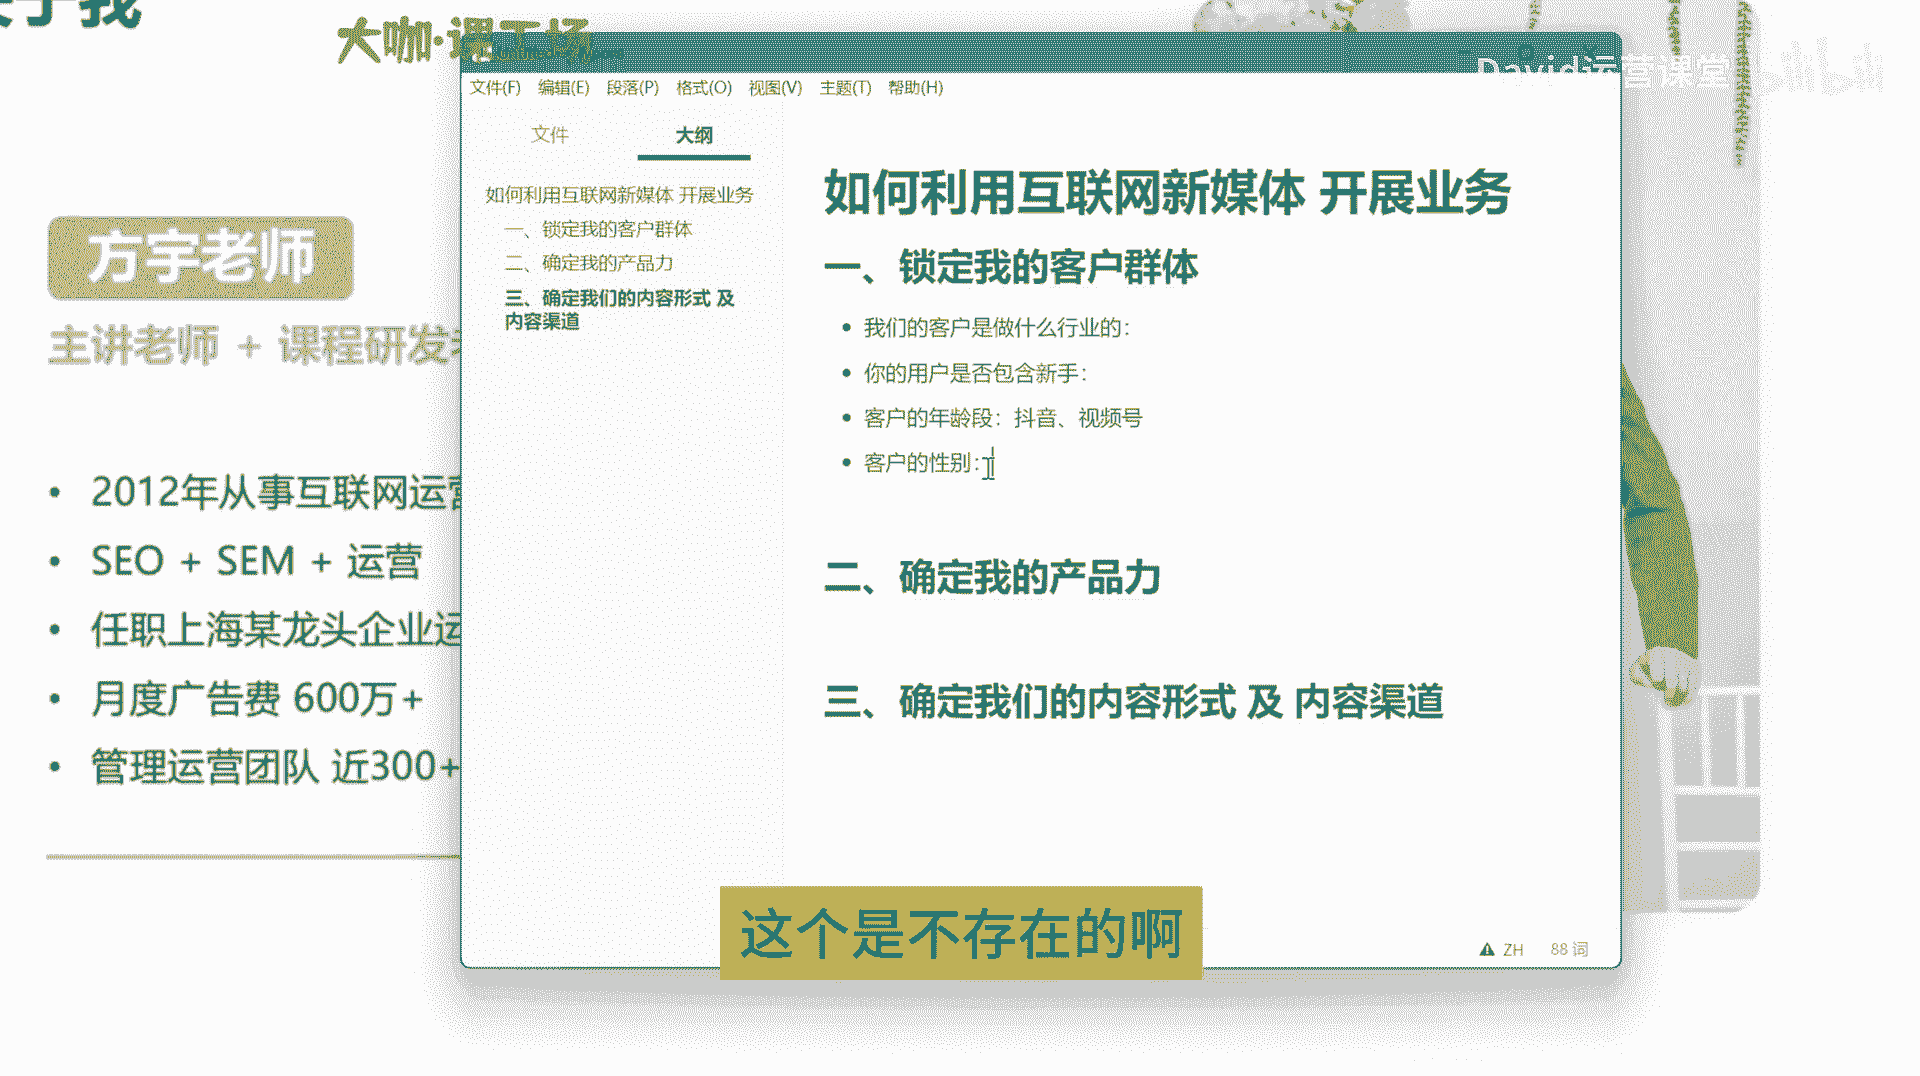 关于我
大咖·课工场
David运营课堂
bilibili
文件(F) 编辑(E) 段落(P) 格式(O) 视图(V) 主题(T) 帮助(H)
文件 大纲
如何利用互联网新媒体 开展业务
一、锁定我的客户群体
二、确定我的产品力
三、确定我们的内容形式 及
内容渠道
如何利用互联网新媒体 开展业务
一、锁定我的客户群体
• 我们的客户是做什么行业的：
• 你的用户是否包含新手：
• 客户的年龄段：抖音、视频号
• 客户的性别：
二、确定我的产品力
三、确定我们的内容形式 及 内容渠道
ZH 88 词
方宇老师
主讲老师 + 课程研发
• 2012年从事互联网运营
• SEO + SEM + 运营
• 任职上海某龙头企业运
• 月度广告费 600万+
• 管理运营团队 近300+
这个是不存在的啊